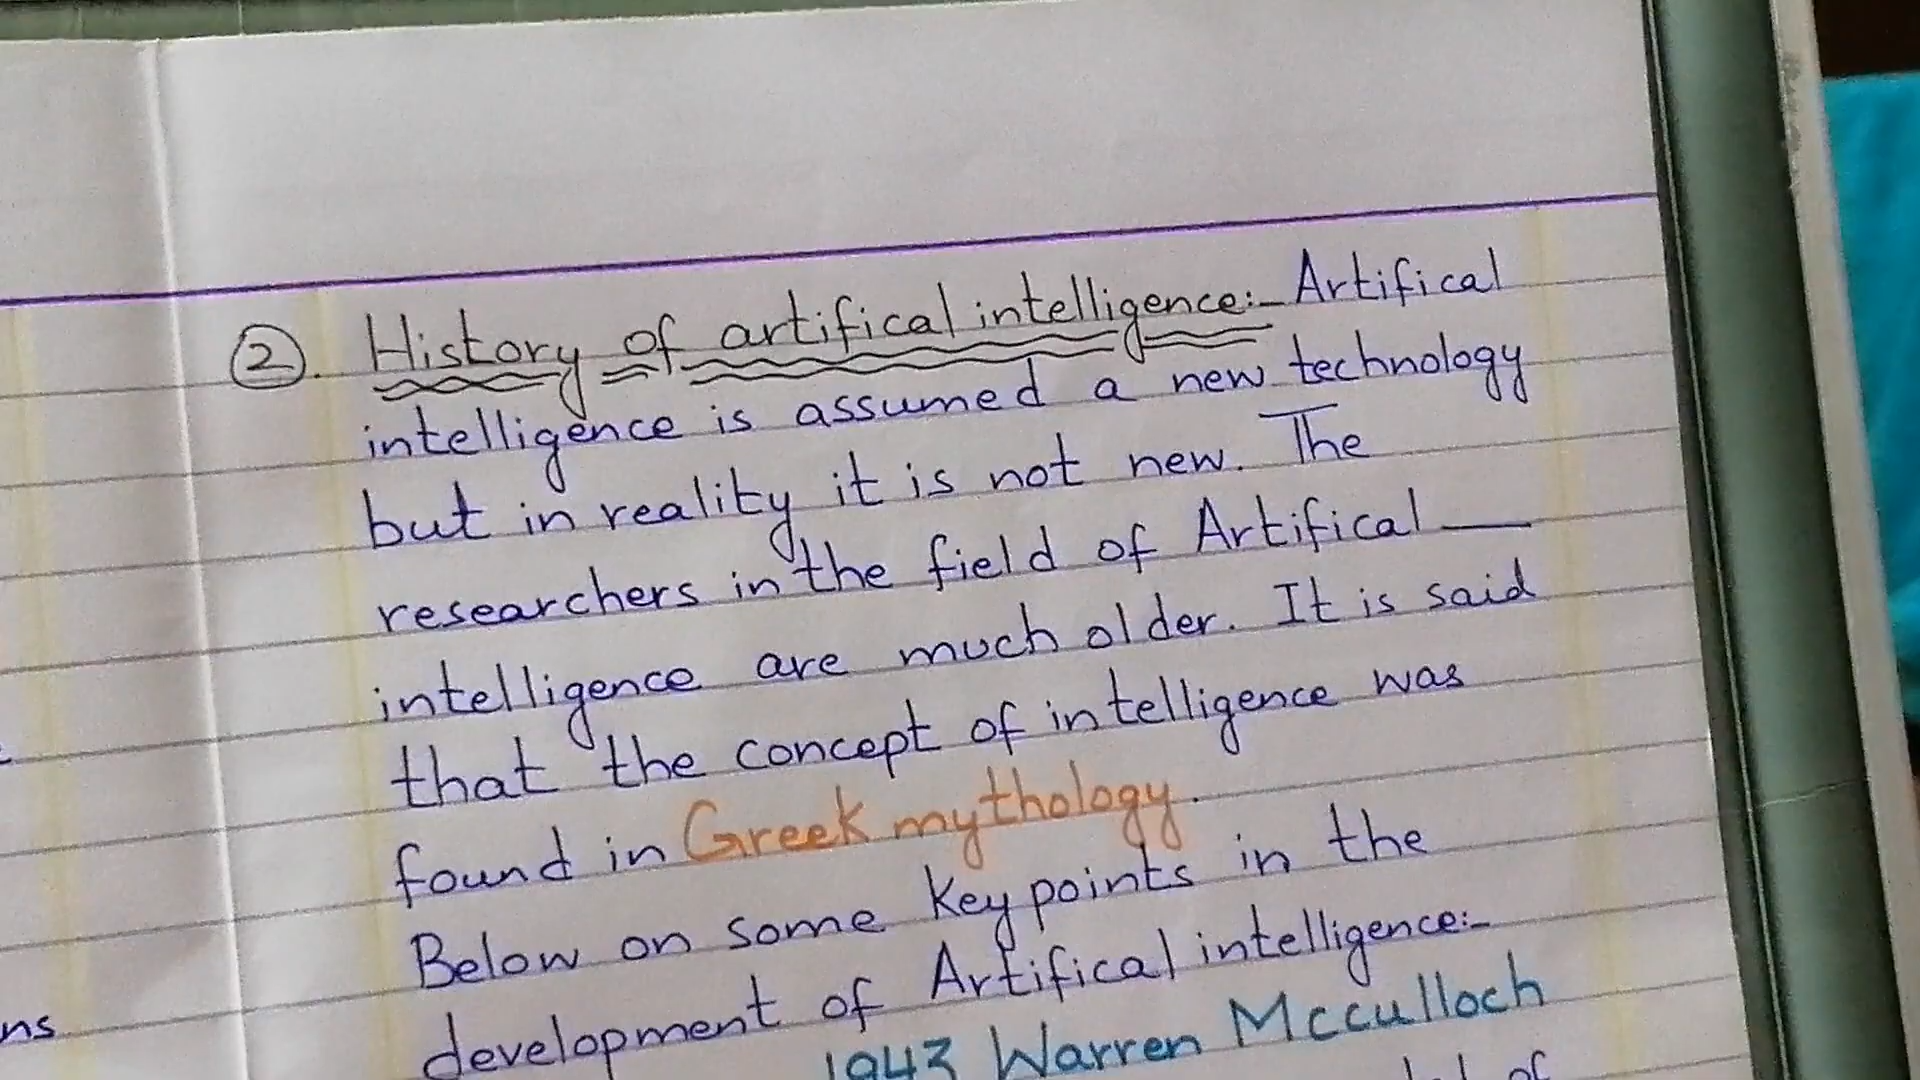 ②. History of artifical intelligence:- Artifical
intelligence is assumed a new technology
but in reality it is not new. The
researchers in the field of Artifical —
intelligence are much older. It is said
that the concept of intelligence was
found in Greek mythology.
Below on some key points in the
development of Artifical intelligence:-
1943 Warren Mcculloch
of
ns